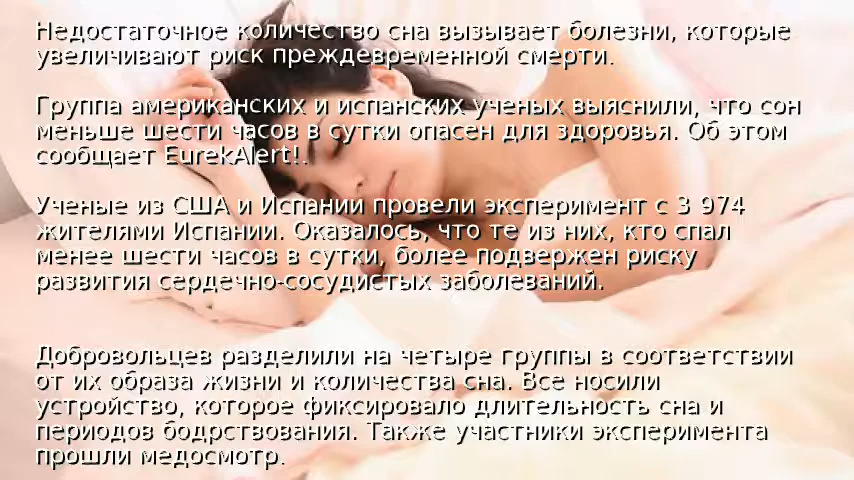 Недостаточное количество сна вызывает болезни, которые
увеличивают риск преждевременной смерти.
Группа американских и испанских ученых выяснили, что сон
меньше шести часов в сутки опасен для здоровья. Об этом
сообщает EurekAlert!.
Ученые из США и Испании провели эксперимент с 3 974
жителями Испании. Оказалось, что те из них, кто спал
менее шести часов в сутки, более подвержен риску
развития сердечно-сосудистых заболеваний.
Добровольцев разделили на четыре группы в соответствии
от их образа жизни и количества сна. Все носили
устройство, которое фиксировало длительность сна и
периодов бодрствования. Также участники эксперимента
прошли медосмотр.